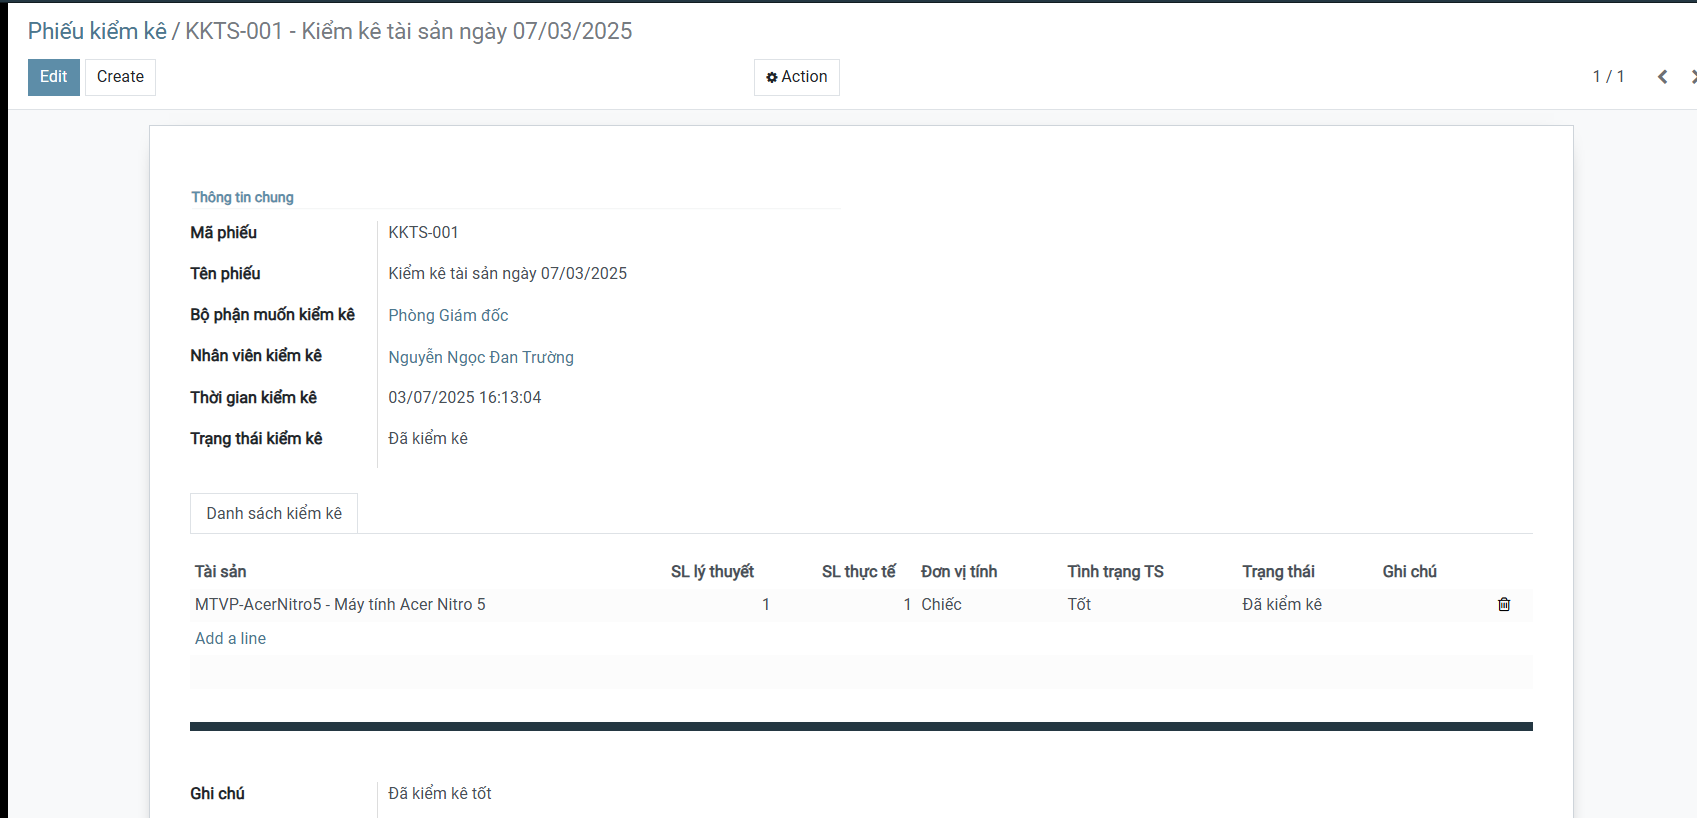 Phiếu kiểm kê / KKTS-001 - Kiểm kê tài sản ngày 07/03/2025
Edit Create Action 1 / 1
Thông tin chung
Mã phiếu KKTS-001
Tên phiếu Kiểm kê tài sản ngày 07/03/2025
Bộ phận muốn kiểm kê Phòng Giám đốc
Nhân viên kiểm kê Nguyễn Ngọc Đan Trường
Thời gian kiểm kê 03/07/2025 16:13:04
Trạng thái kiểm kê Đã kiểm kê
Danh sách kiểm kê
Tài sản SL lý thuyết SL thực tế Đơn vị tính Tình trạng TS Trạng thái Ghi chú
MTVP-AcerNitro5 - Máy tính Acer Nitro 5 1 1 Chiếc Tốt Đã kiểm kê
Add a line
Ghi chú Đã kiểm kê tốt